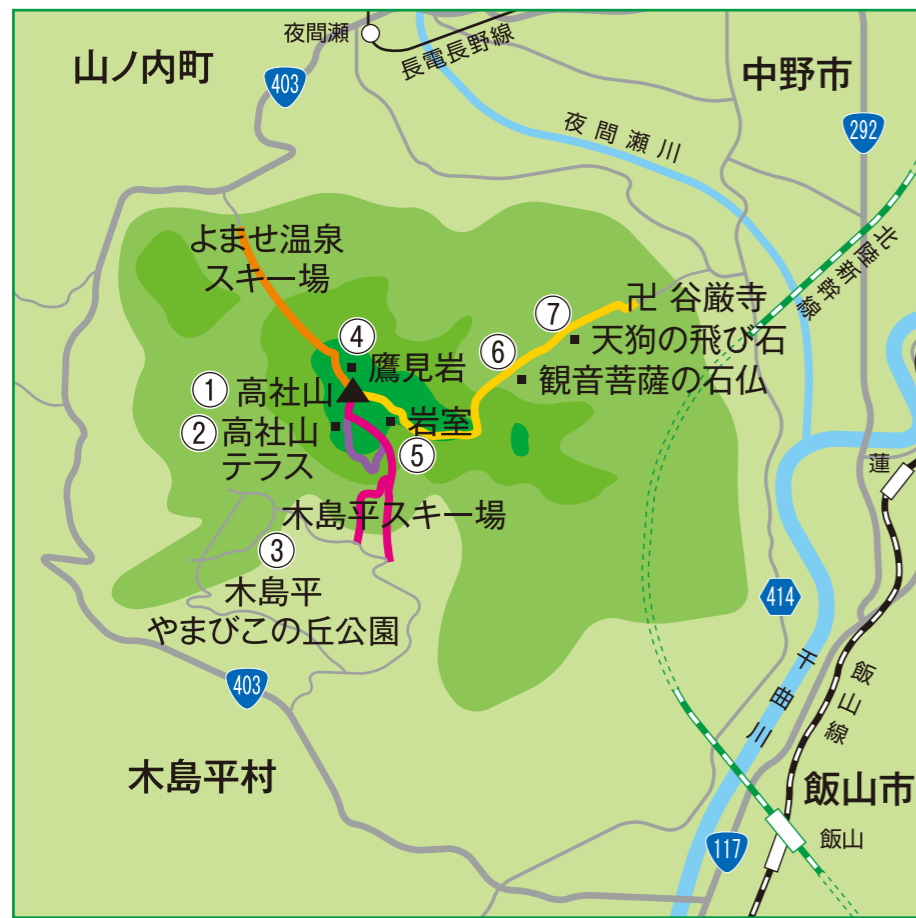 夜間瀬
長電長野線
山ノ内町
403
中野市
292
夜間瀬川
北陸新幹線
よませ温泉
スキー場
卍 谷厳寺
⑦
天狗の飛び石
⑥
観音菩薩の石仏
④
鷹見岩
① 高社山
② 高社山
テラス
岩室
⑤
蓮
木島平スキー場
③
木島平
やまびこの丘公園
414
403
千曲川
飯山線
木島平村
飯山市
飯山
117